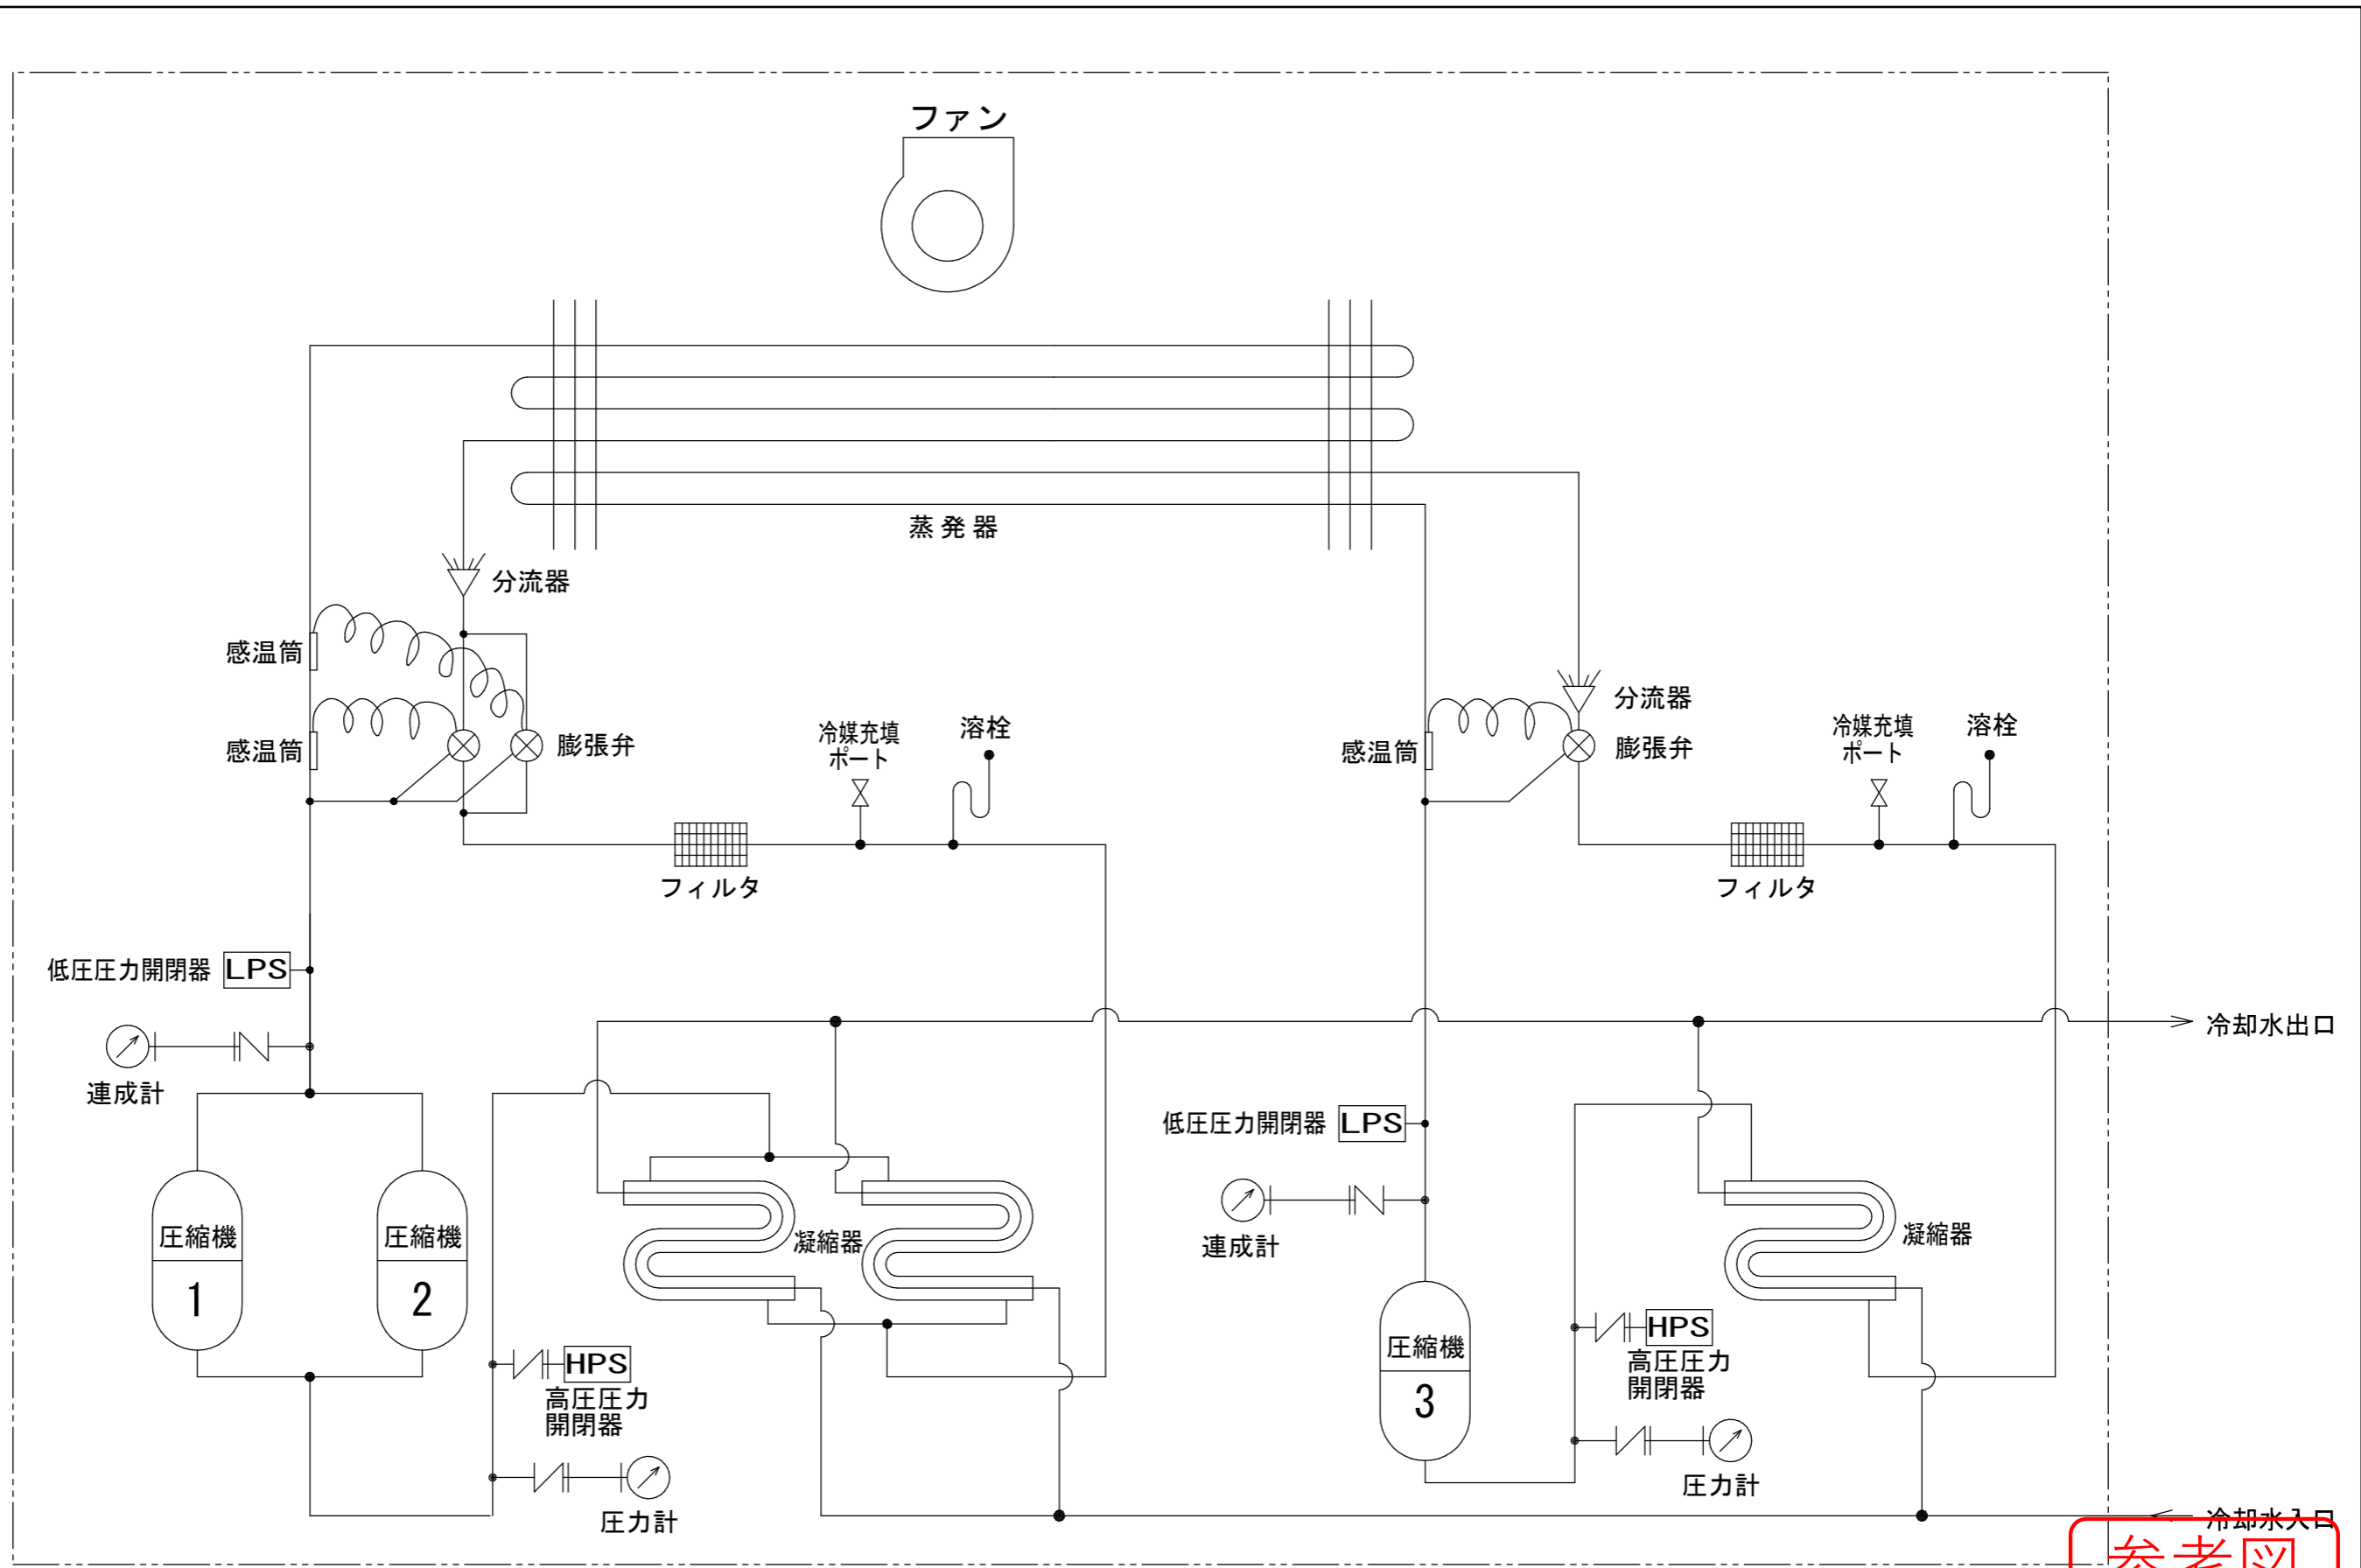 ファン
蒸発器
分流器
感温筒
感温筒
膨張弁
冷媒充填
ポート
溶栓
フィルタ
分流器
感温筒
膨張弁
冷媒充填
ポート
溶栓
フィルタ
低圧圧力開閉器 LPS
連成計
冷却水出口
低圧圧力開閉器 LPS
連成計
圧縮機
1
圧縮機
2
凝縮器
凝縮器
HPS
高圧圧力
開閉器
圧力計
圧縮機
3
HPS
高圧圧力
開閉器
圧力計
冷却水入口
参考図